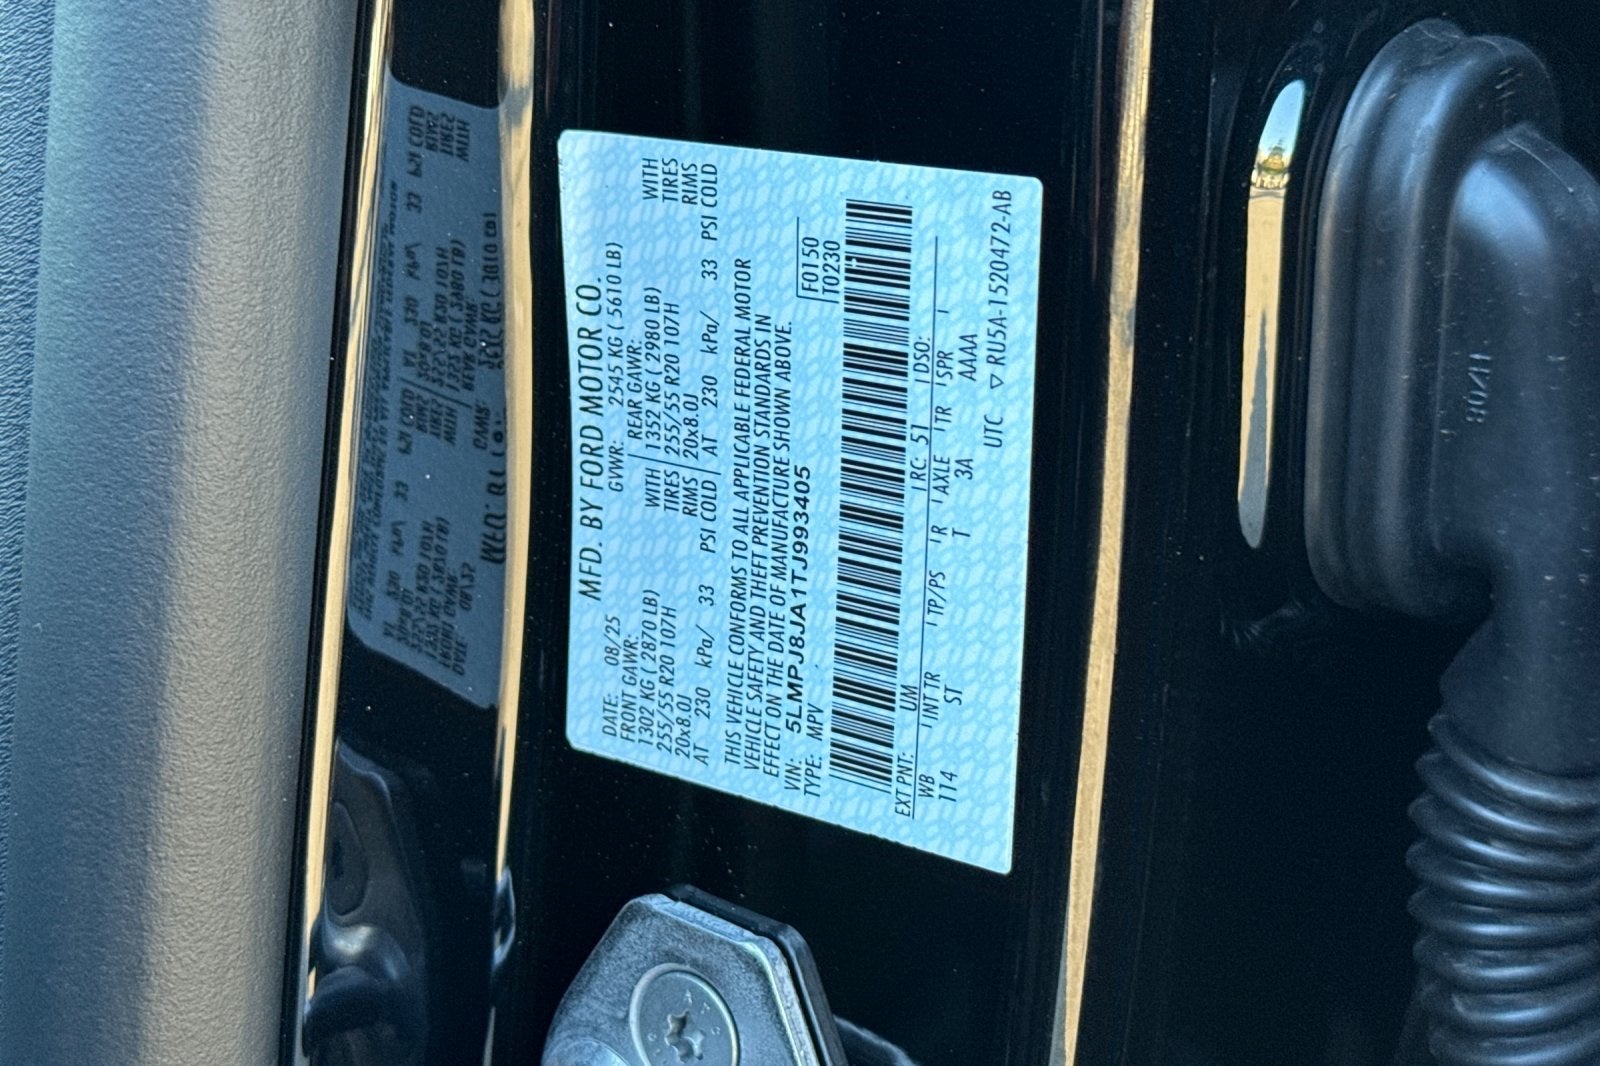 MFD. BY FORD MOTOR CO.
DATE: 08/25 GVWR: 2545 KG ( 5610 LB)
FRONT GAWR: REAR GAWR:
1302 KG ( 2870 LB) WITH 1352 KG ( 2980 LB) WITH
255/55 R20 107H TIRES 255/55 R20 107H TIRES
20x8.0J RIMS 20x8.0J RIMS
AT 230 kPa/ 33 PSI COLD AT 230 kPa/ 33 PSI COLD
THIS VEHICLE CONFORMS TO ALL APPLICABLE FEDERAL MOTOR
VEHICLE SAFETY AND THEFT PREVENTION STANDARDS IN
EFFECT ON THE DATE OF MANUFACTURE SHOWN ABOVE.
VIN: 5LMPJ8JA1TJ993405 F0150
TYPE: MPV T0230
EXT PNT: UM RC: 51 DSO:
WB INT TR TP/PS R AXLE TR SPR
114 ST T 3A AAAA
UTC ▽ RU5A-1520472-AB